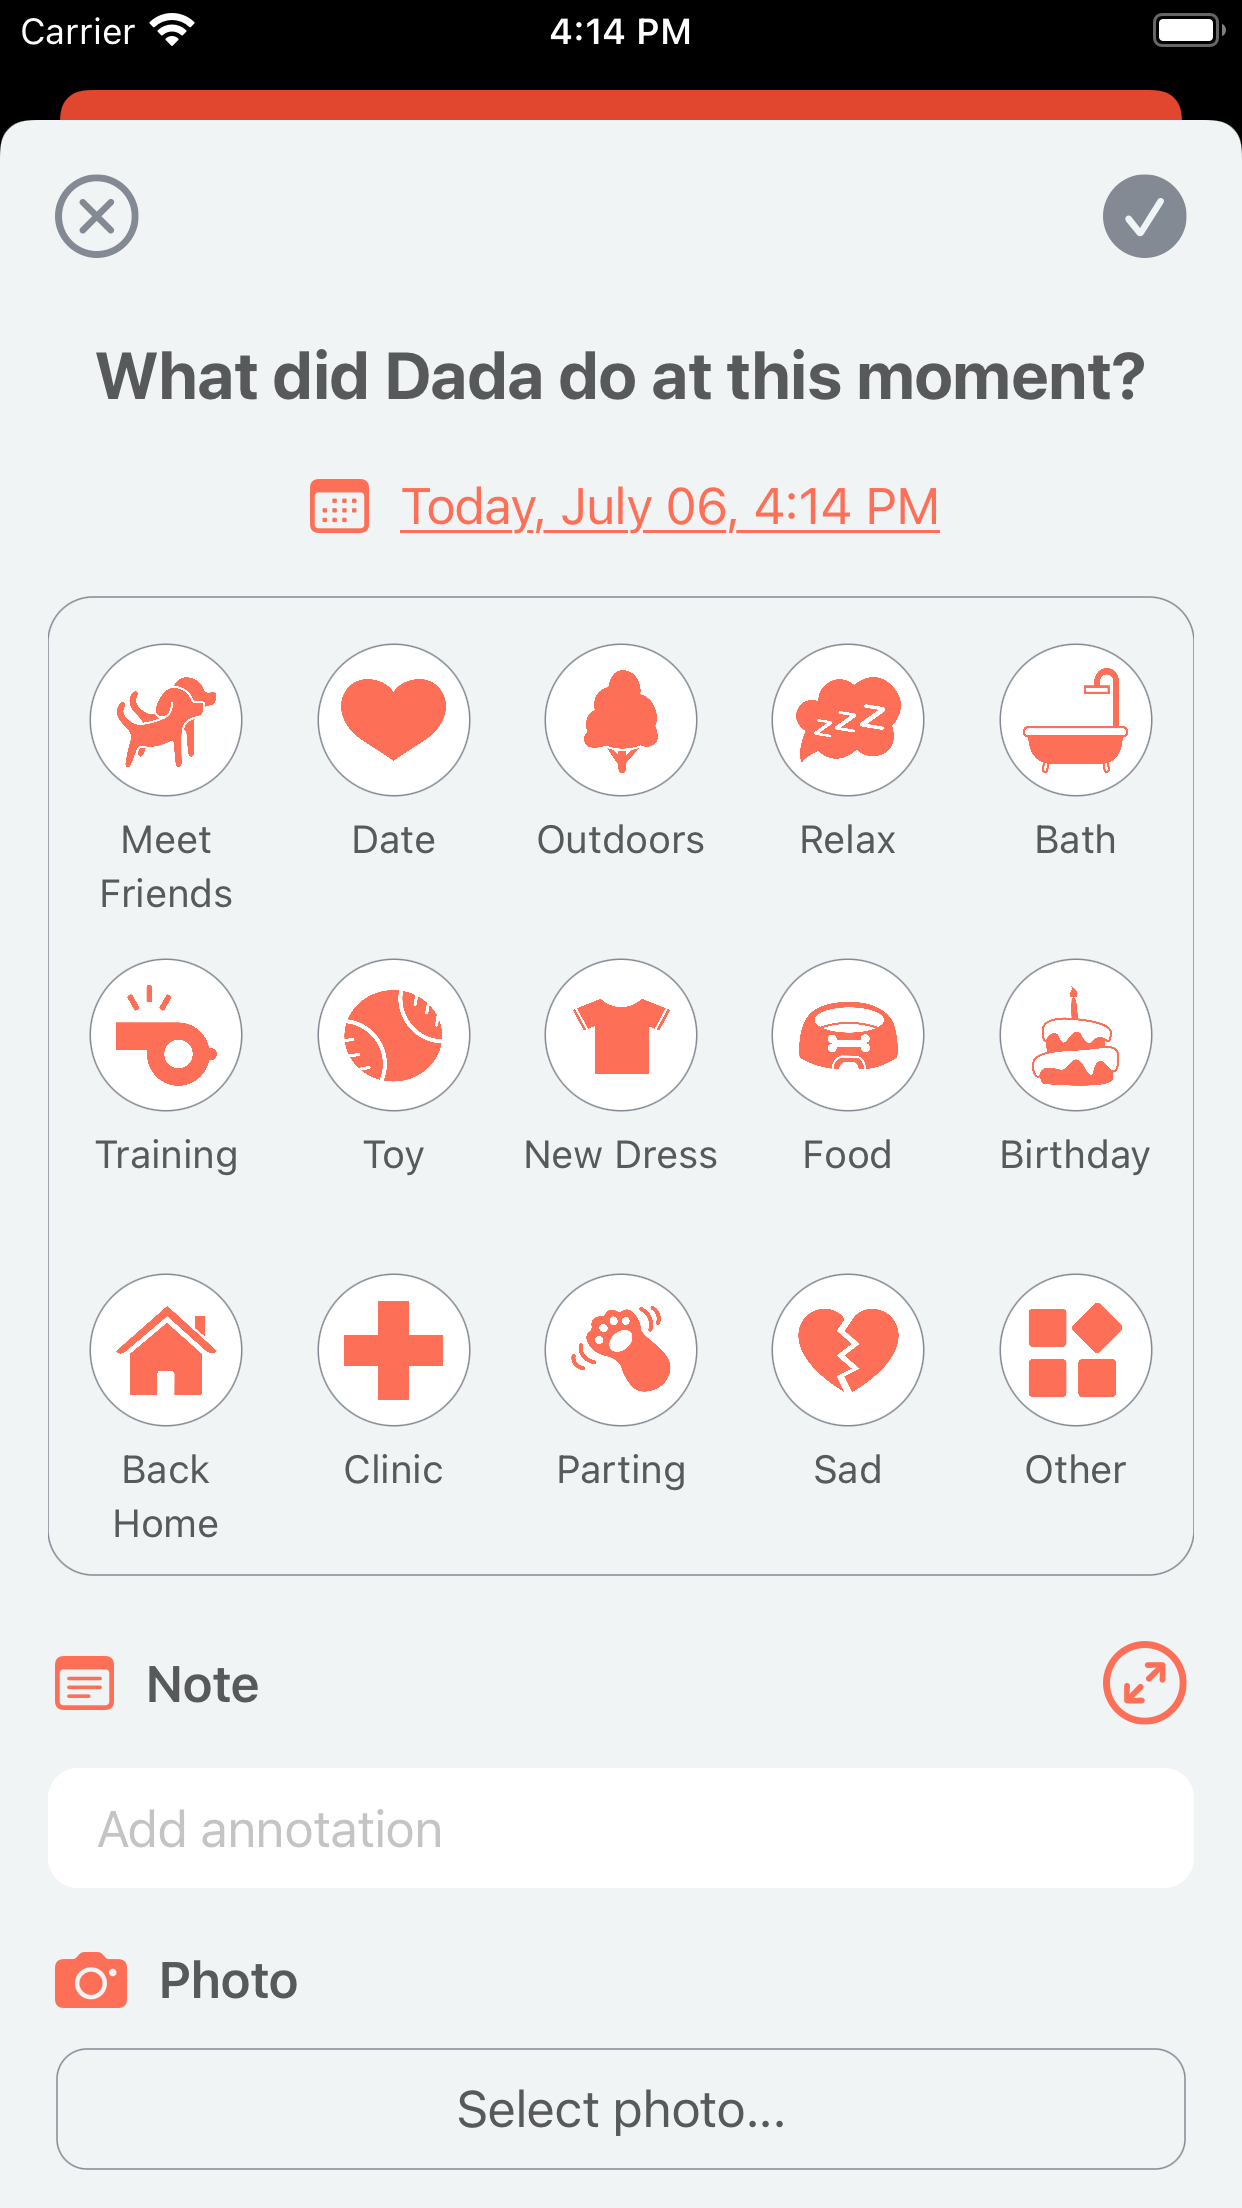 Carrier 4:14 PM
What did Dada do at this moment?
Today, July 06, 4:14 PM
Meet Friends
Date
Outdoors
Relax
Bath
Training
Toy
New Dress
Food
Birthday
Back Home
Clinic
Parting
Sad
Other
Note
Add annotation
Photo
Select photo...